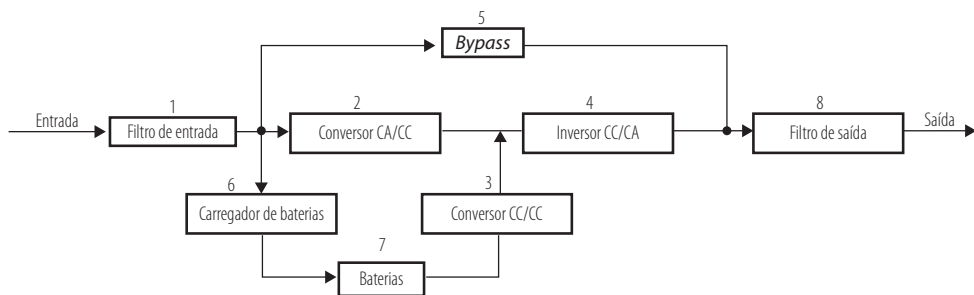 5
Bypass
1
2
4
8
Entrada
Filtro de entrada
Conversor CA/CC
Inversor CC/CA
Filtro de saída
Saída
6
3
Carregador de baterias
Conversor CC/CC
7
Baterias